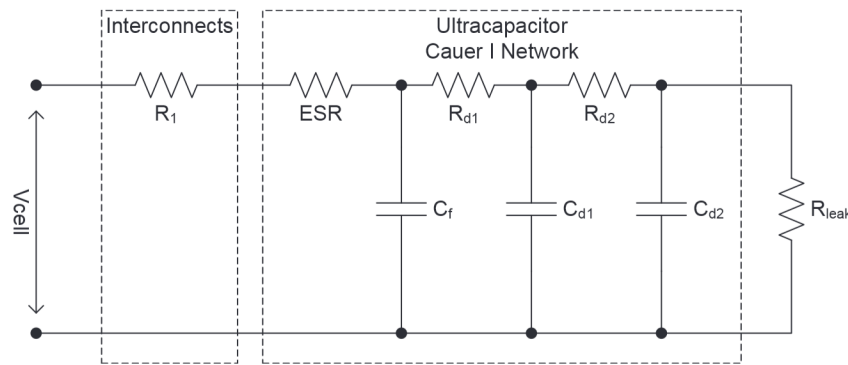 Interconnects
Ultracapacitor
Cauer I Network
R1
ESR
Rd1
Rd2
Vcell
Cf
Cd1
Cd2
Rleak